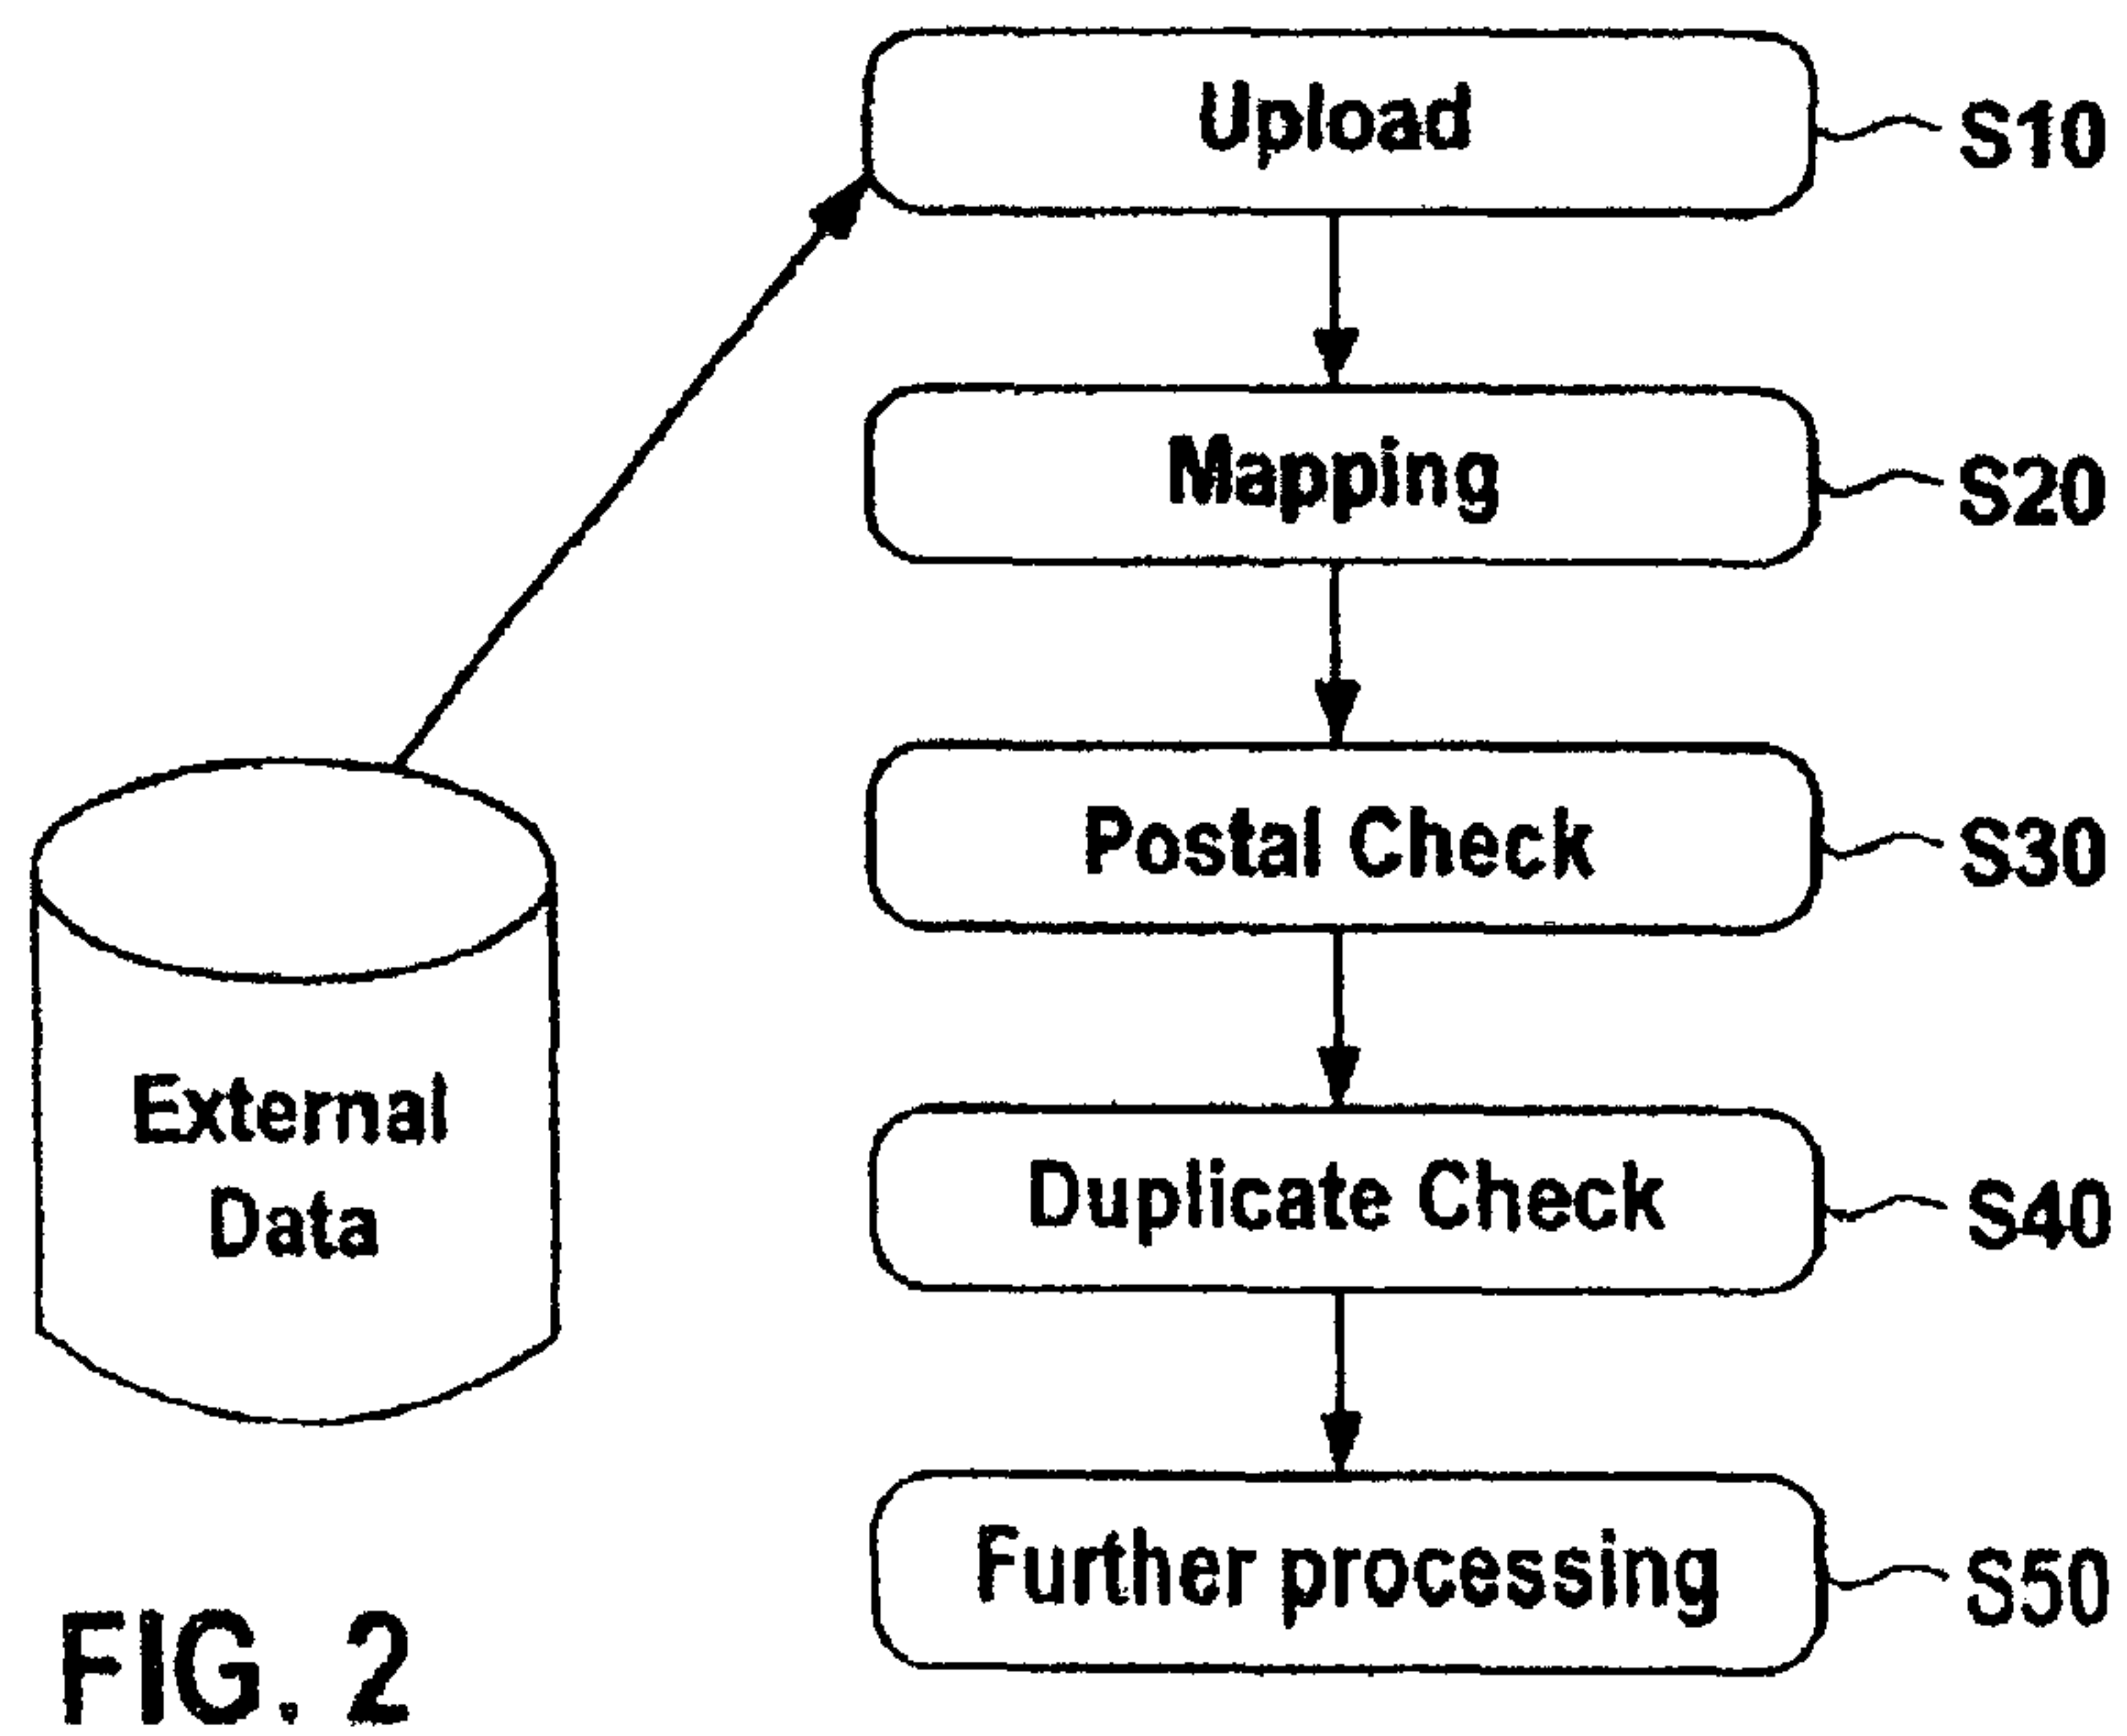 Upload
S10
Mapping
S20
Postal Check
S30
External
Data
Duplicate Check
S40
Further processing
S50
FIG. 2